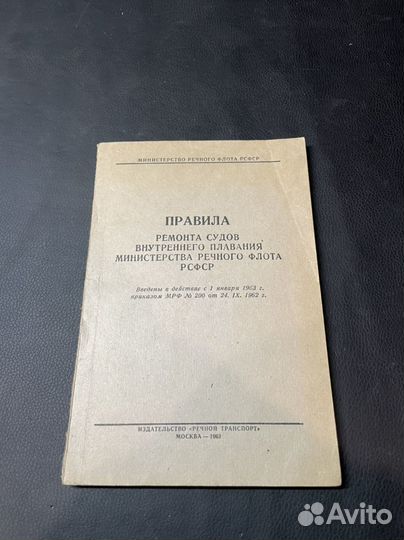 МИНИСТЕРСТВО РЕЧНОГО ФЛОТА РСФСР
ПРАВИЛА
РЕМОНТА СУДОВ
ВНУТРЕННЕГО ПЛАВАНИЯ
МИНИСТЕРСТВА РЕЧНОГО ФЛОТА
РСФСР
Введены в действие с 1 января 1963 г.
приказом МРФ № 200 от 24. IX. 1962 г.
ИЗДАТЕЛЬСТВО «РЕЧНОЙ ТРАНСПОРТ»
МОСКВА — 1963
Avito